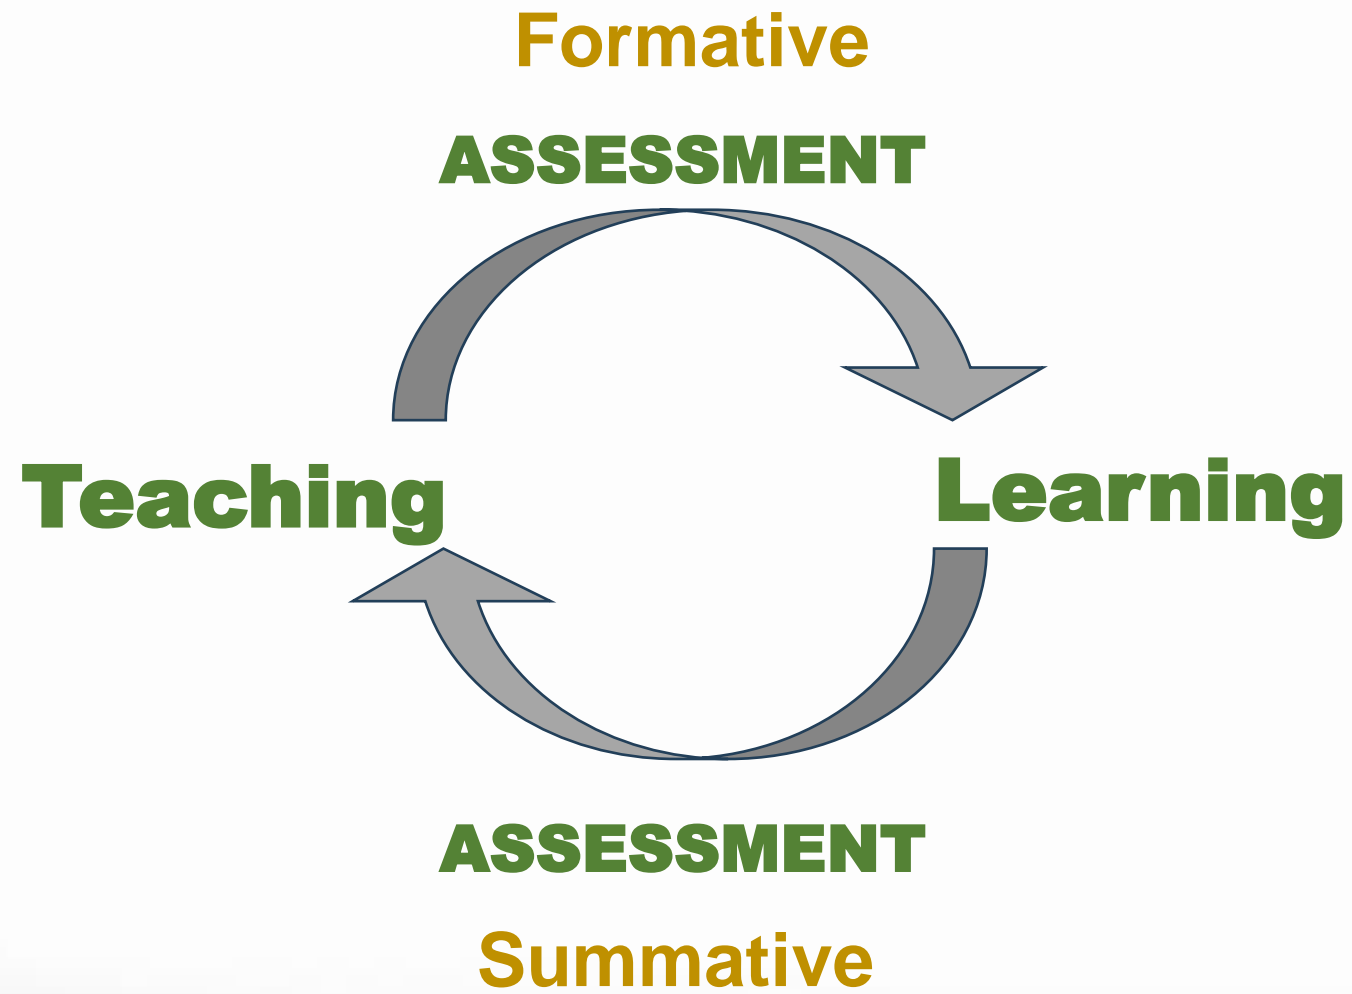 Formative
ASSESSMENT
Teaching
Learning
ASSESSMENT
Summative